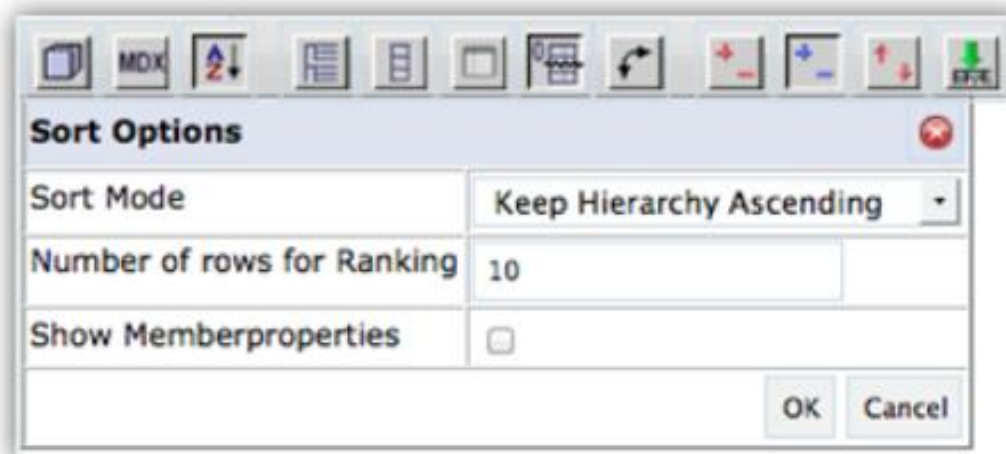 MDX
Sort Options
Sort Mode Keep Hierarchy Ascending
Number of rows for Ranking 10
Show Memberproperties
OK Cancel